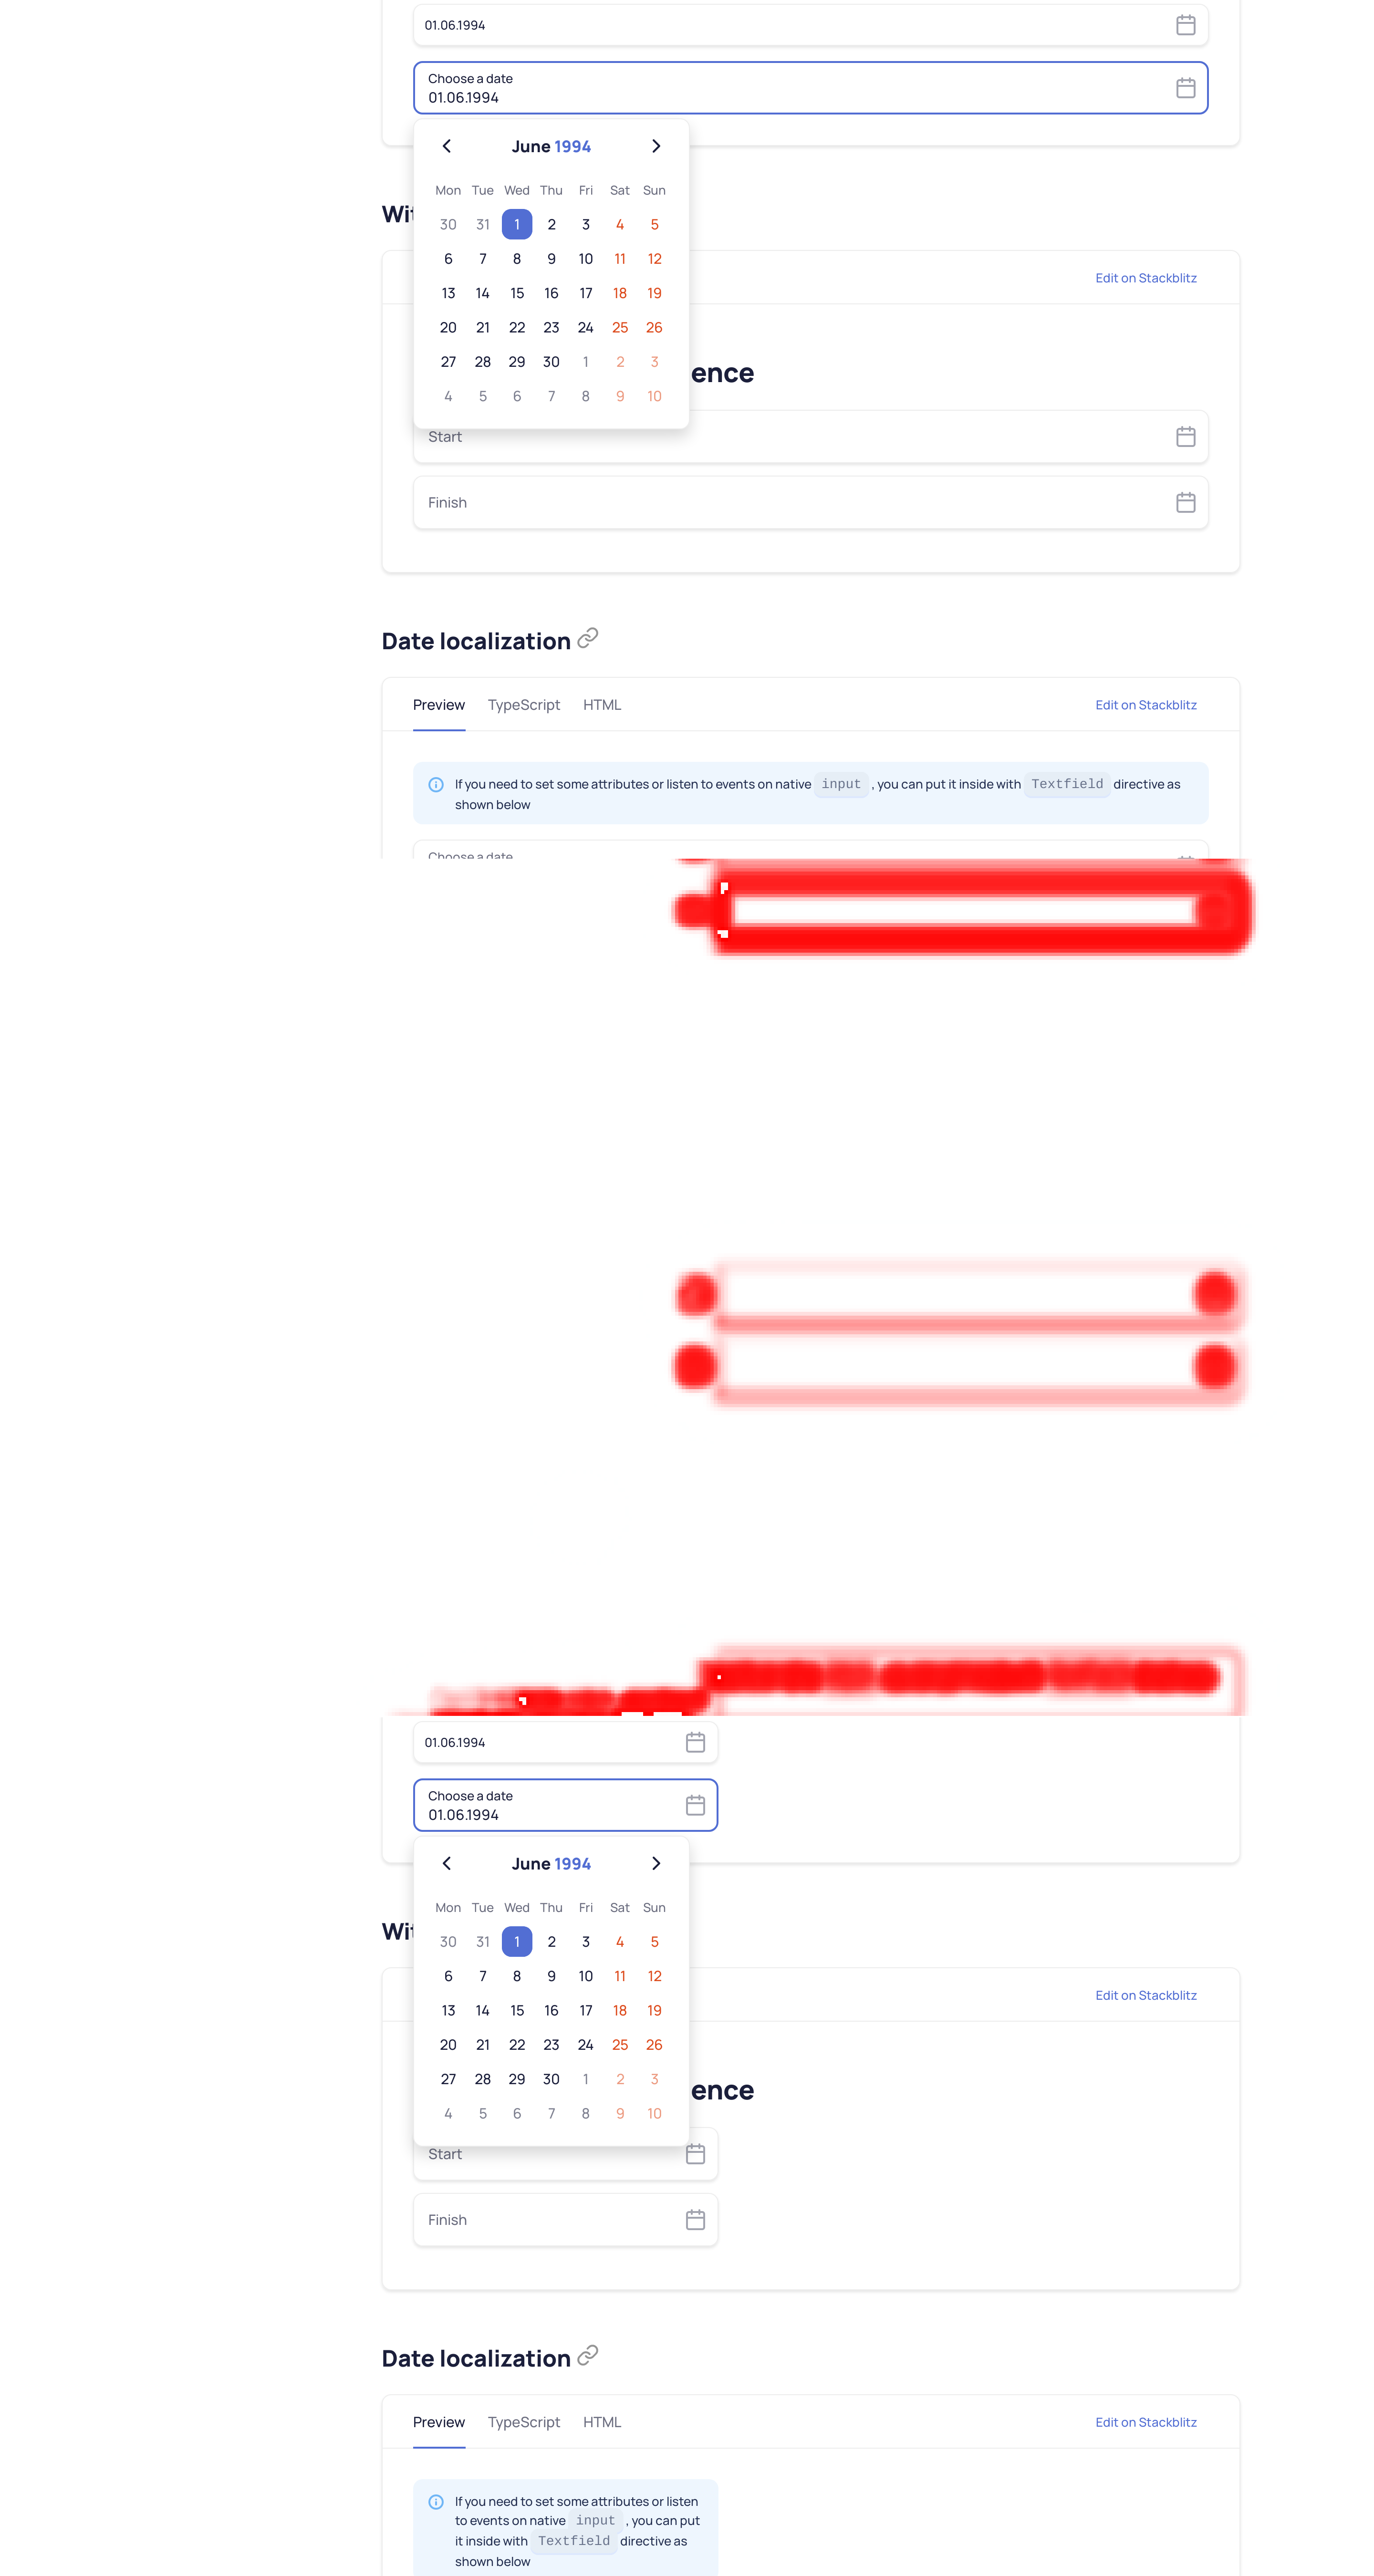 01.06.1994
Choose a date
01.06.1994
June 1994
Mon Tue Wed Thu Fri Sat Sun
30 31 1 2 3 4 5
6 7 8 9 10 11 12
13 14 15 16 17 18 19
20 21 22 23 24 25 26
27 28 29 30 1 2 3
4 5 6 7 8 9 10
Edit on Stackblitz
Start
Finish
Date localization
Preview TypeScript HTML Edit on Stackblitz
If you need to set some attributes or listen to events on native input , you can put it inside with Textfield directive as
shown below
Choose a date
01.06.1994
Choose a date
01.06.1994
June 1994
Mon Tue Wed Thu Fri Sat Sun
30 31 1 2 3 4 5
6 7 8 9 10 11 12
13 14 15 16 17 18 19
20 21 22 23 24 25 26
27 28 29 30 1 2 3
4 5 6 7 8 9 10
Edit on Stackblitz
Start
Finish
Date localization
Preview TypeScript HTML Edit on Stackblitz
If you need to set some attributes or listen
to events on native input , you can put
it inside with Textfield directive as
shown below